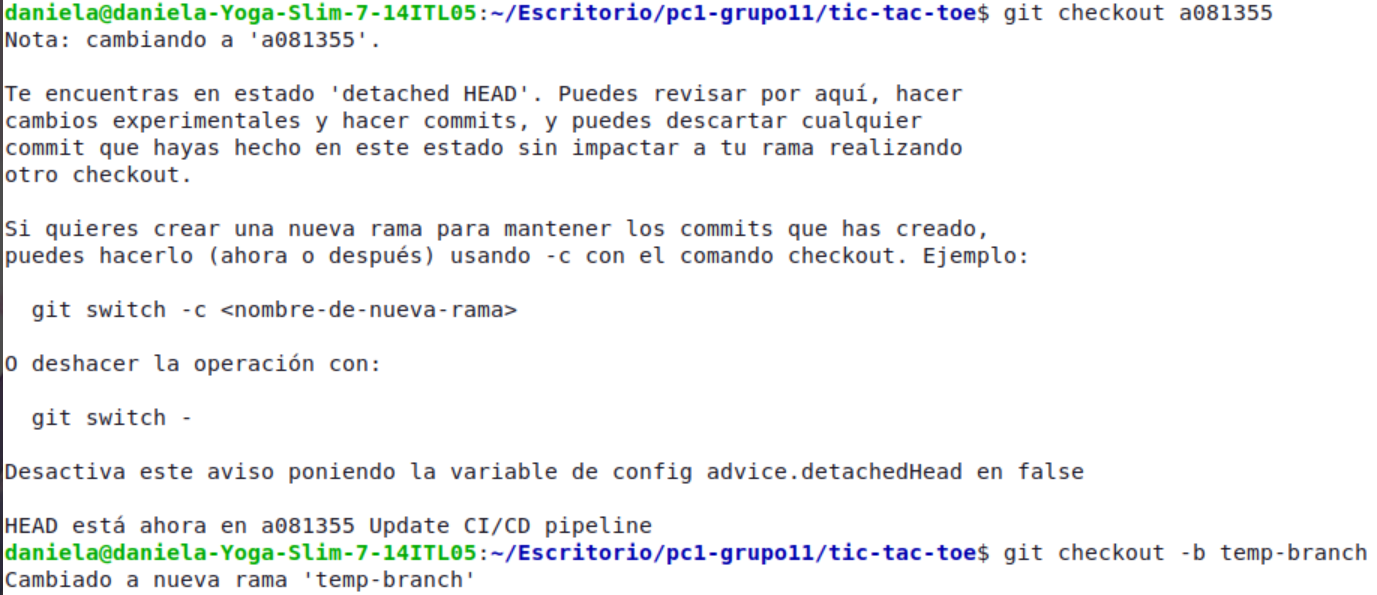 daniela@daniela-Yoga-Slim-7-14ITL05:~/Escritorio/pc1-grupo11/tic-tac-toe$ git checkout a081355
Nota: cambiando a 'a081355'.
Te encuentras en estado 'detached HEAD'. Puedes revisar por aquí, hacer
cambios experimentales y hacer commits, y puedes descartar cualquier
commit que hayas hecho en este estado sin impactar a tu rama realizando
otro checkout.
Si quieres crear una nueva rama para mantener los commits que has creado,
puedes hacerlo (ahora o después) usando -c con el comando checkout. Ejemplo:
git switch -c <nombre-de-nueva-rama>
O deshacer la operación con:
git switch -
Desactiva este aviso poniendo la variable de config advice.detachedHead en false
HEAD está ahora en a081355 Update CI/CD pipeline
daniela@daniela-Yoga-Slim-7-14ITL05:~/Escritorio/pc1-grupo11/tic-tac-toe$ git checkout -b temp-branch
Cambiado a nueva rama 'temp-branch'